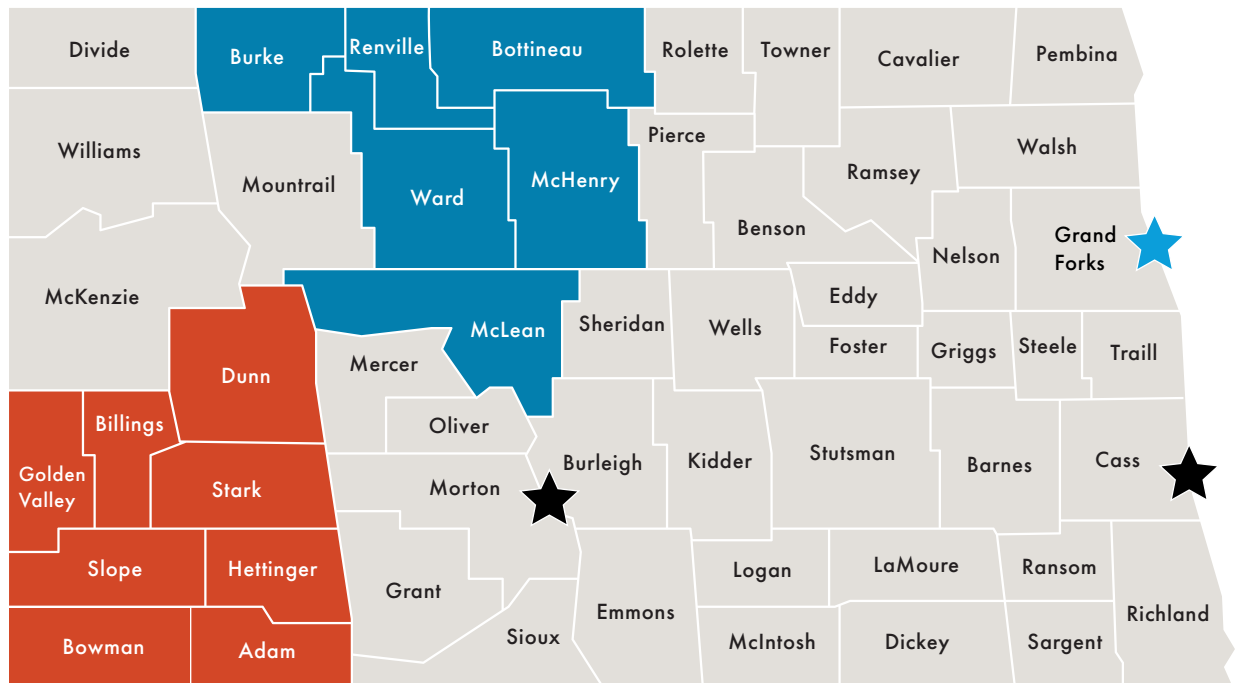 Divide
Burke
Renville
Bottineau
Rolette
Towner
Cavalier
Pembina
Williams
Mountrail
Ward
McHenry
Pierce
Benson
Ramsey
Walsh
Nelson
Grand
Forks
McKenzie
Dunn
McLean
Mercer
Oliver
Sheridan
Wells
Eddy
Foster
Griggs
Steele
Traill
Golden
Valley
Billings
Stark
Morton
Burleigh
Kidder
Stutsman
Barnes
Cass
Slope
Hettinger
Grant
Sioux
Emmons
Logan
LaMoure
Ransom
Richland
Bowman
Adam
McIntosh
Dickey
Sargent